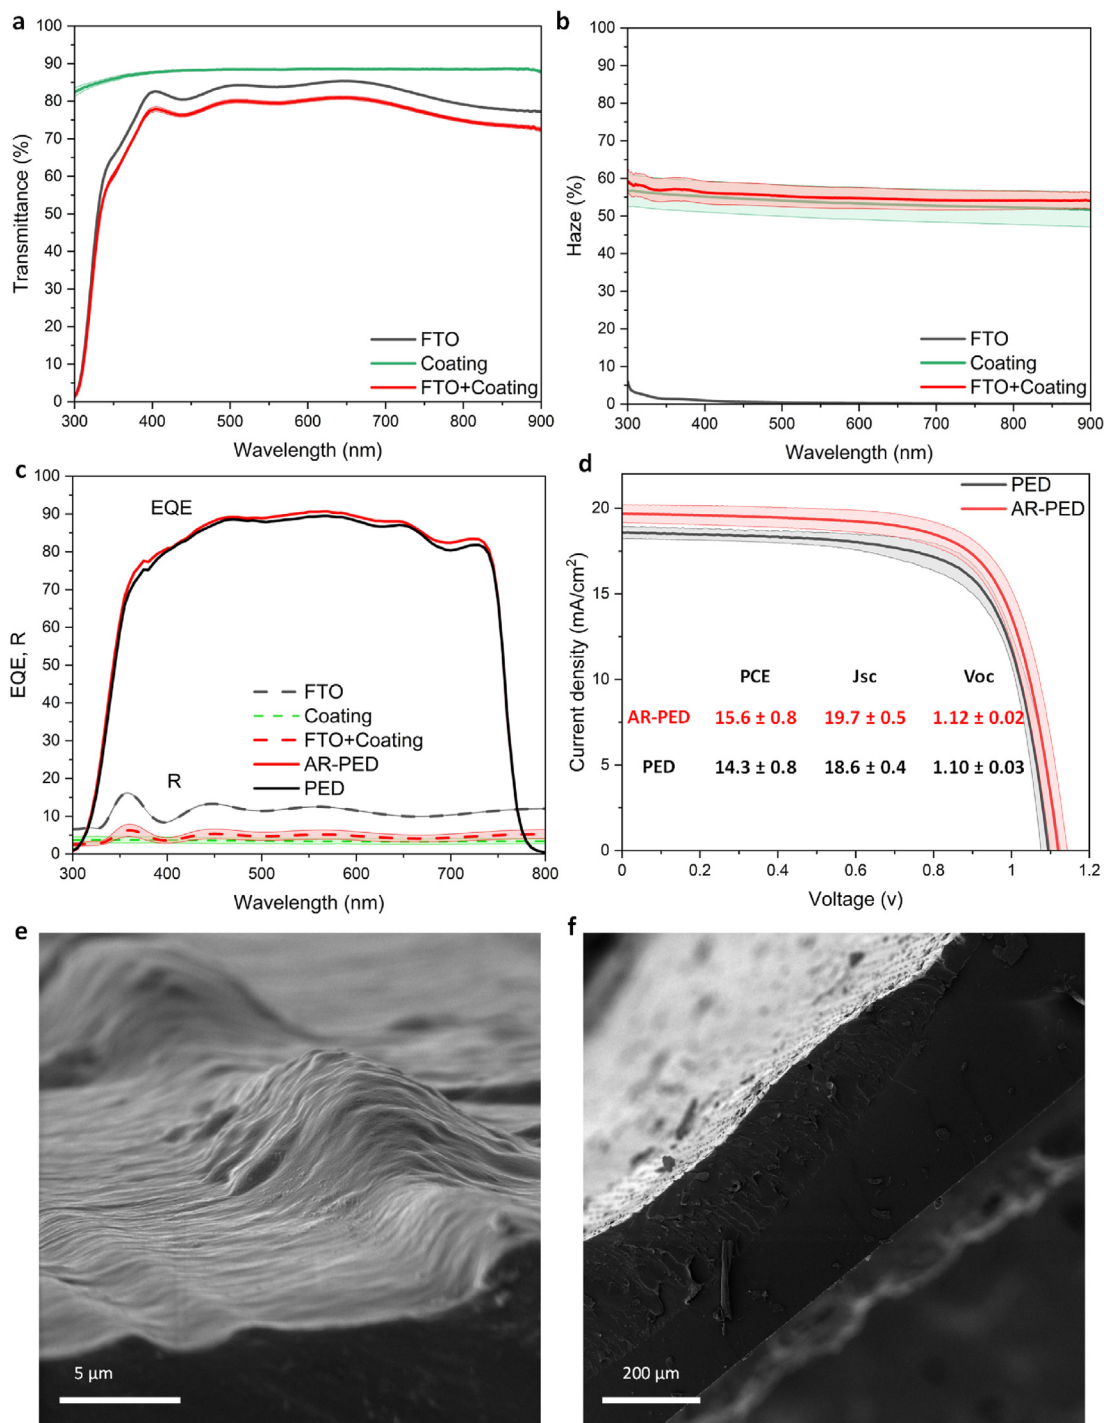 a
100
90
80
70
60
50
40
30
20
10
0
Transmittance (%)
FTO
Coating
FTO+Coating
300 400 500 600 700 800 900
Wavelength (nm)
b
100
90
80
70
60
50
40
30
20
10
0
Haze (%)
FTO
Coating
FTO+Coating
300 400 500 600 700 800 900
Wavelength (nm)
c
100
90
80
70
60
50
40
30
20
10
0
EQE, R
EQE
FTO
Coating
FTO+Coating
AR-PED
PED
R
300 400 500 600 700 800
Wavelength (nm)
d
PED
AR-PED
20
15
10
5
0
Current density (mA/cm²)
PCE Jsc Voc
AR-PED 15.6 ± 0.8 19.7 ± 0.5 1.12 ± 0.02
PED 14.3 ± 0.8 18.6 ± 0.4 1.10 ± 0.03
0 0.2 0.4 0.6 0.8 1 1.2
Voltage (v)
e
5 µm
f
200 µm